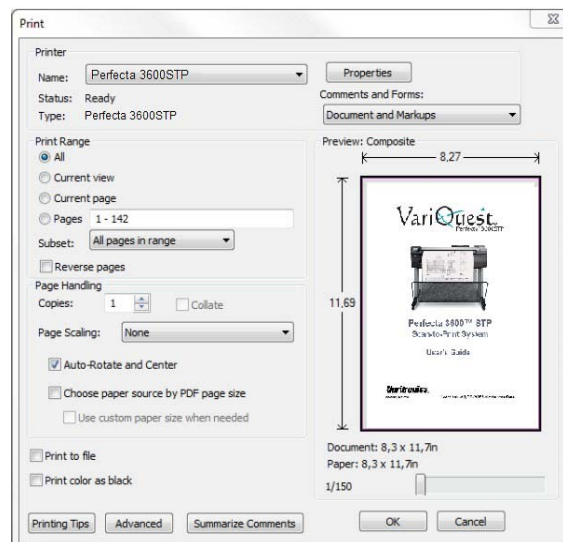 Print
Printer
Name: Perfecta 3600STP
Properties
Status: Ready
Type: Perfecta 3600STP
Comments and Forms:
Document and Markups
Print Range
All
Current view
Current page
Pages 1 - 142
Subset: All pages in range
Reverse pages
Page Handling
Copies: 1
Collate
Page Scaling: None
Auto-Rotate and Center
Choose paper source by PDF page size
Use custom paper size when needed
Print to file
Print color as black
Printing Tips
Advanced
Summarize Comments
Preview: Composite
8,27
11,69
VariQuest
Perfecta 3600STP
Perfecta 3600™ STP
Scan-to-Print System
User's Guide
Varitronics
Document: 8,3 x 11,7in
Paper: 8,3 x 11,7in
1/150
OK
Cancel